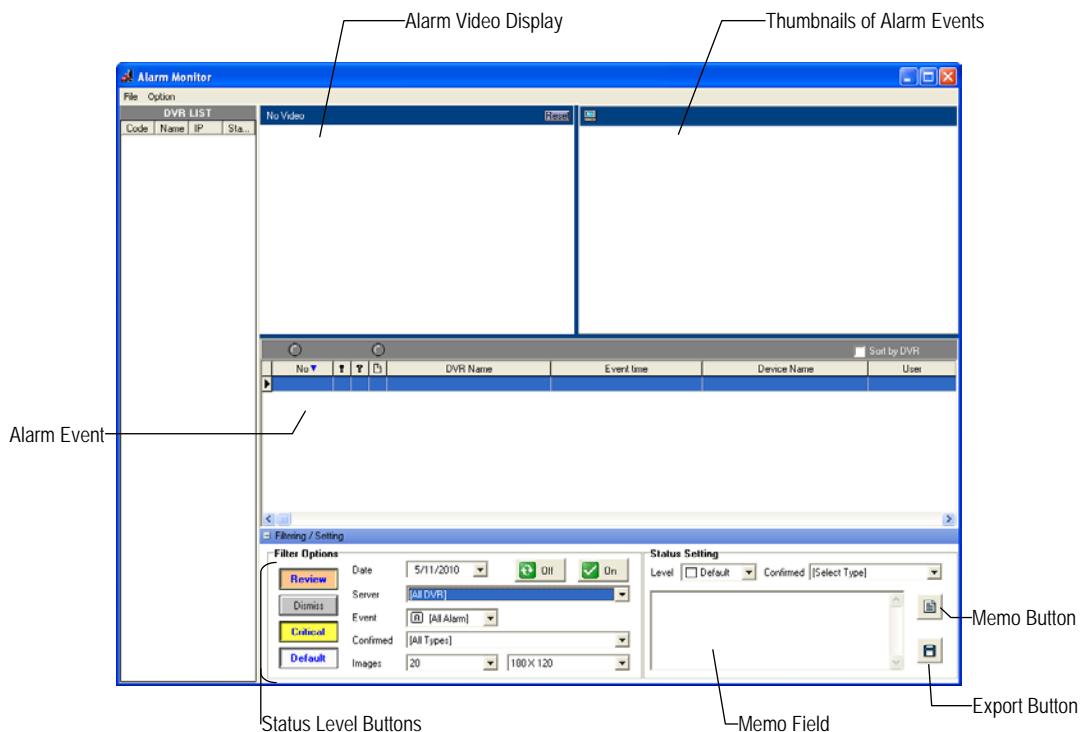 Alarm Video Display
Thumbnails of Alarm Events
Alarm Monitor
File Option
DVR LIST
Code Name IP Sta...
No Video Reset
Sort by DVR
No DVR Name Event time Device Name User
Alarm Event
Filtering / Setting
Filter Options
Review
Dismiss
Critical
Default
Date 5/11/2010 Off On
Server [All DVR]
Event [All Alarm]
Confirmed [All Types]
Images 20 180 X 120
Status Setting
Level Default Confirmed [Select Type]
Memo Button
Export Button
Status Level Buttons
Memo Field